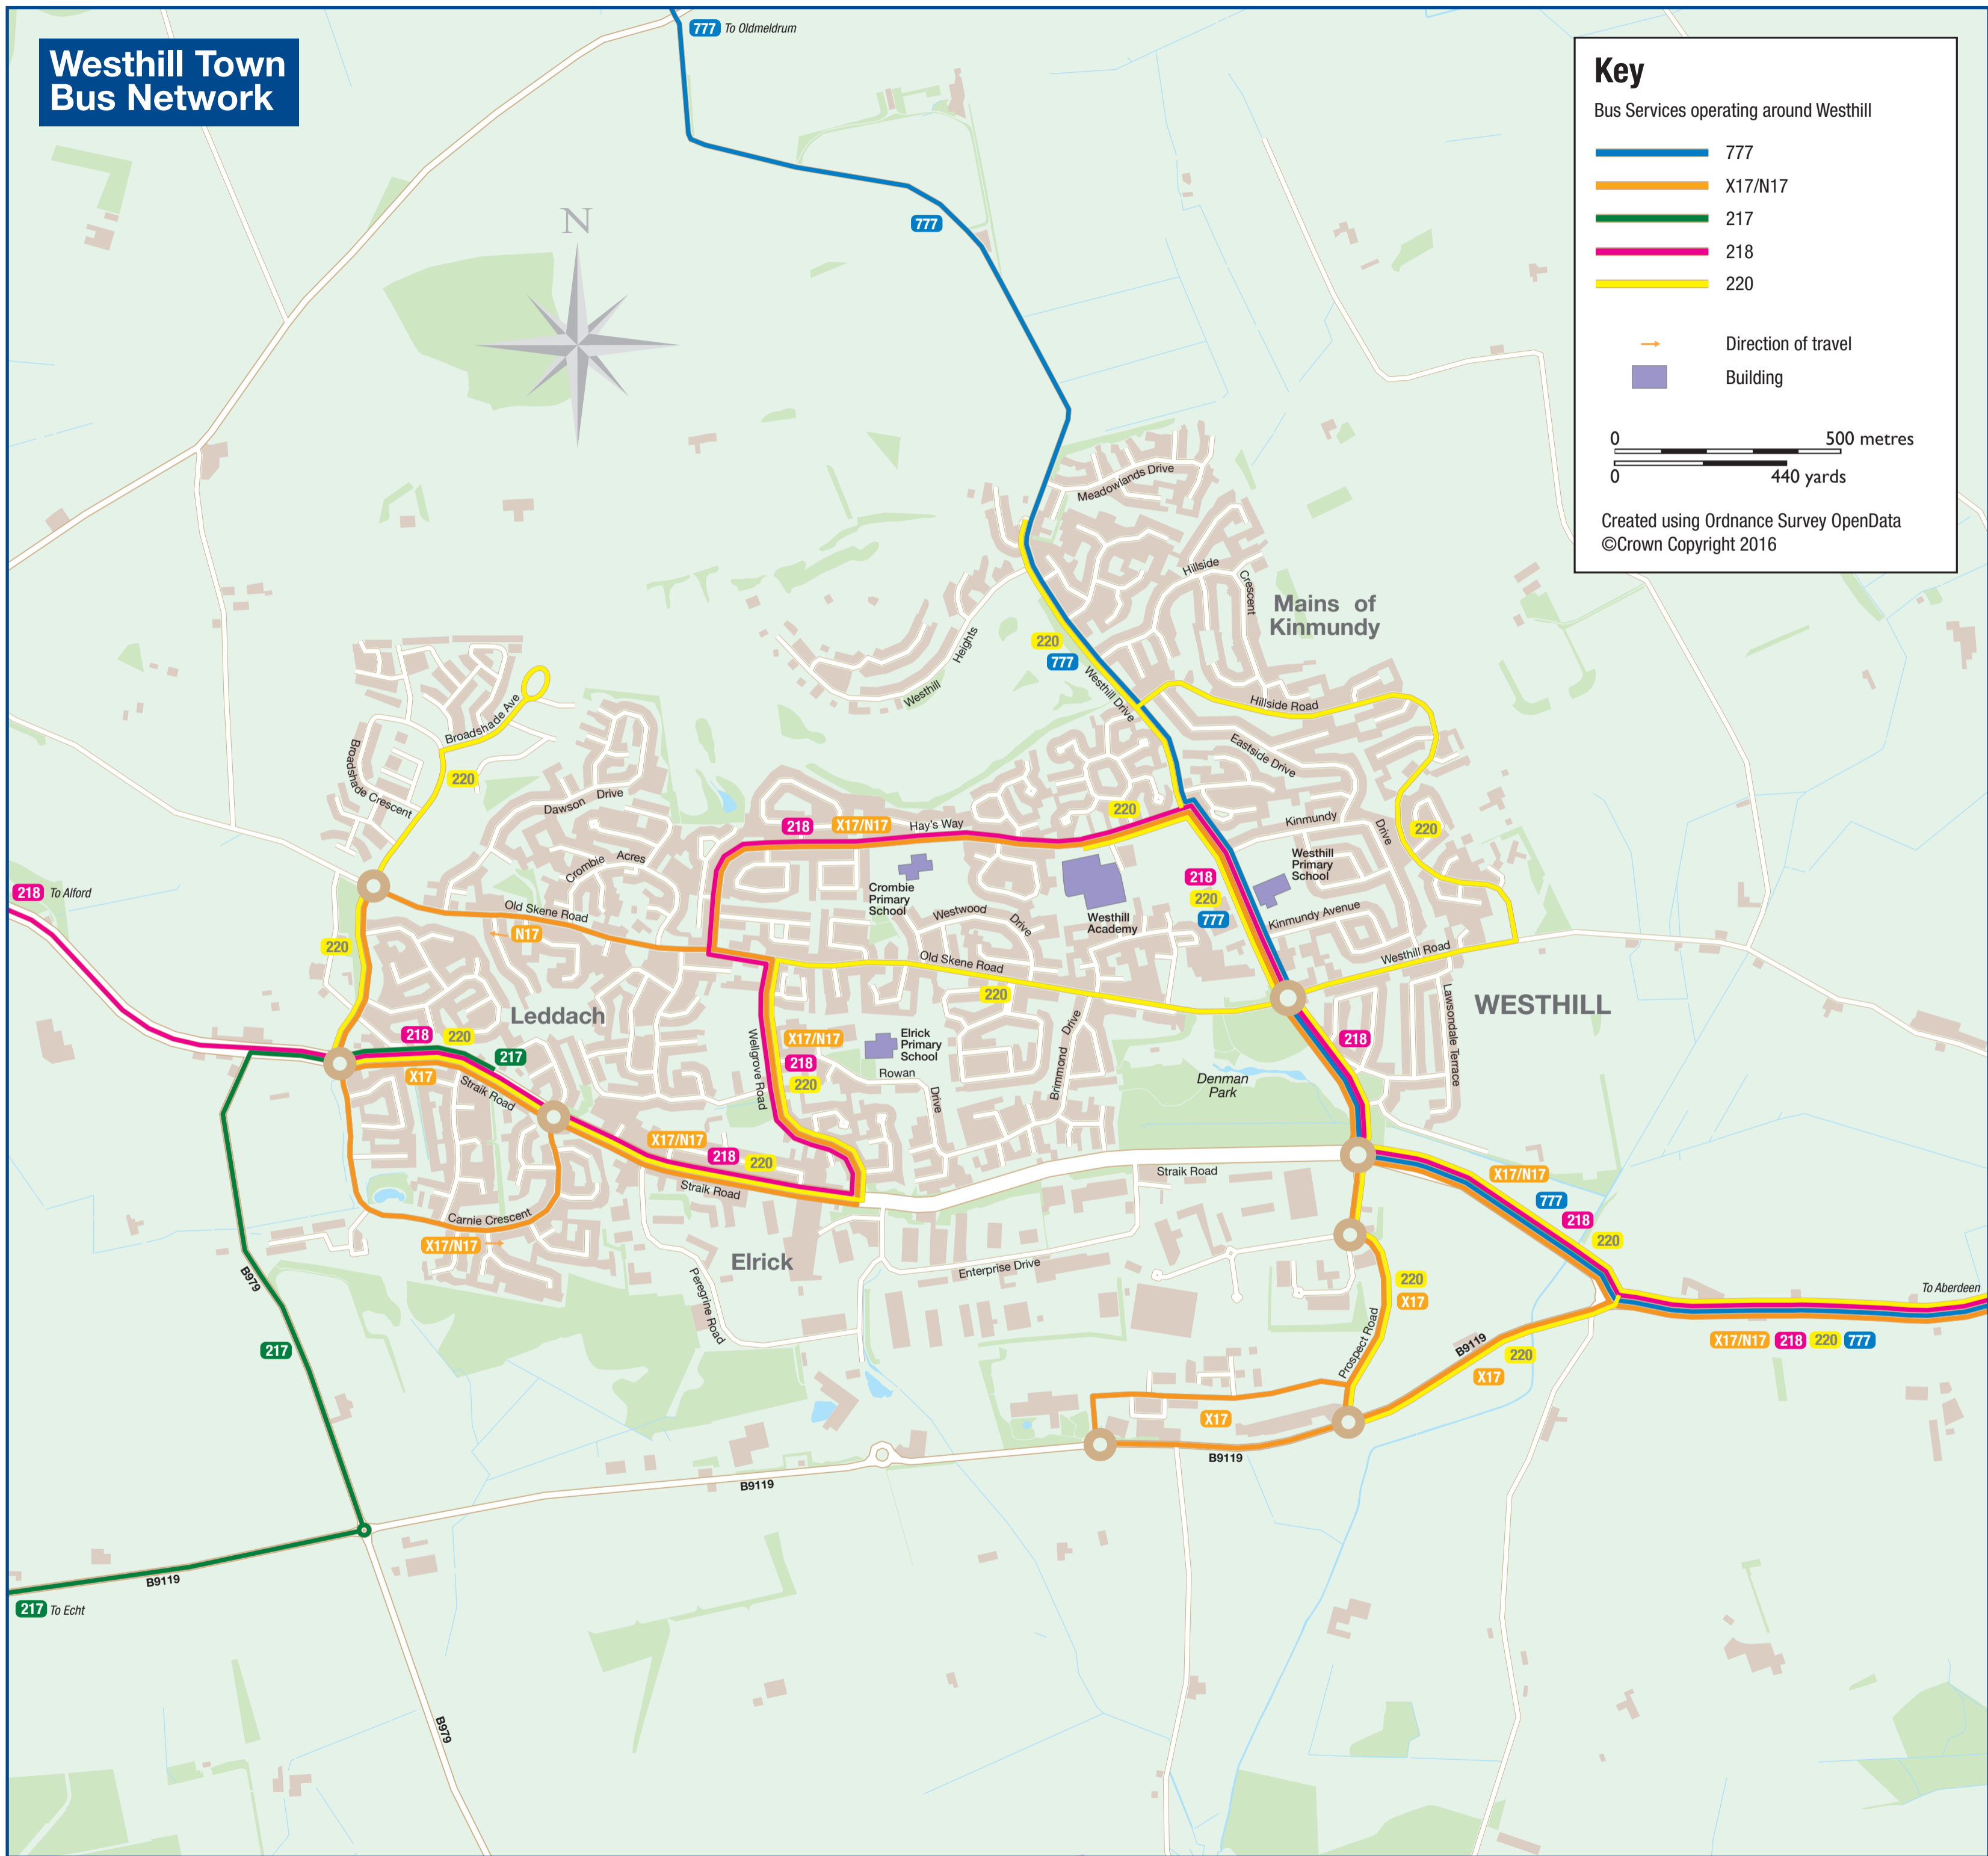 Westhill Town
Bus Network
777 To Oldmeldrum
Key
Bus Services operating around Westhill
777
X17/N17
217
218
220
Direction of travel
Building
0 500 metres
0 440 yards
Created using Ordnance Survey OpenData
©Crown Copyright 2016
N
777
Meadowlands Drive
Hillside
Crescent
Mains of
Kinmundy
220
777
Westhill Drive
Heights
Westhill
Hillside Road
Eastside Drive
Broadshade Ave
Broadshade Crescent
220
Dawson Drive
Crombie Acres
218
X17/N17
Hay's Way
220
Kinmundy
Drive
220
Crombie
Primary
School
Westhill
Primary
School
Westhill
Academy
218
220
777
Kinmundy Avenue
Westwood
Drive
218 To Alford
Old Skene Road
N17
220
Old Skene Road
220
Westhill Road
WESTHILL
Leddach
218
220
217
X17
Straik Road
Wellgrove Road
X17/N17
218
220
Elrick
Primary
School
Rowan
Drive
Brimmond Drive
Denman
Park
218
Lawsondale Terrace
X17/N17
218
220
Straik Road
Straik Road
X17/N17
777
218
220
Carnie Crescent
X17/N17
Elrick
Peregrine Road
Enterprise Drive
220
X17
Prospect Road
To Aberdeen
X17/N17
218
220
777
B9119
220
X17
B979
217
X17
B9119
B9119
B9119
217 To Echt
B979